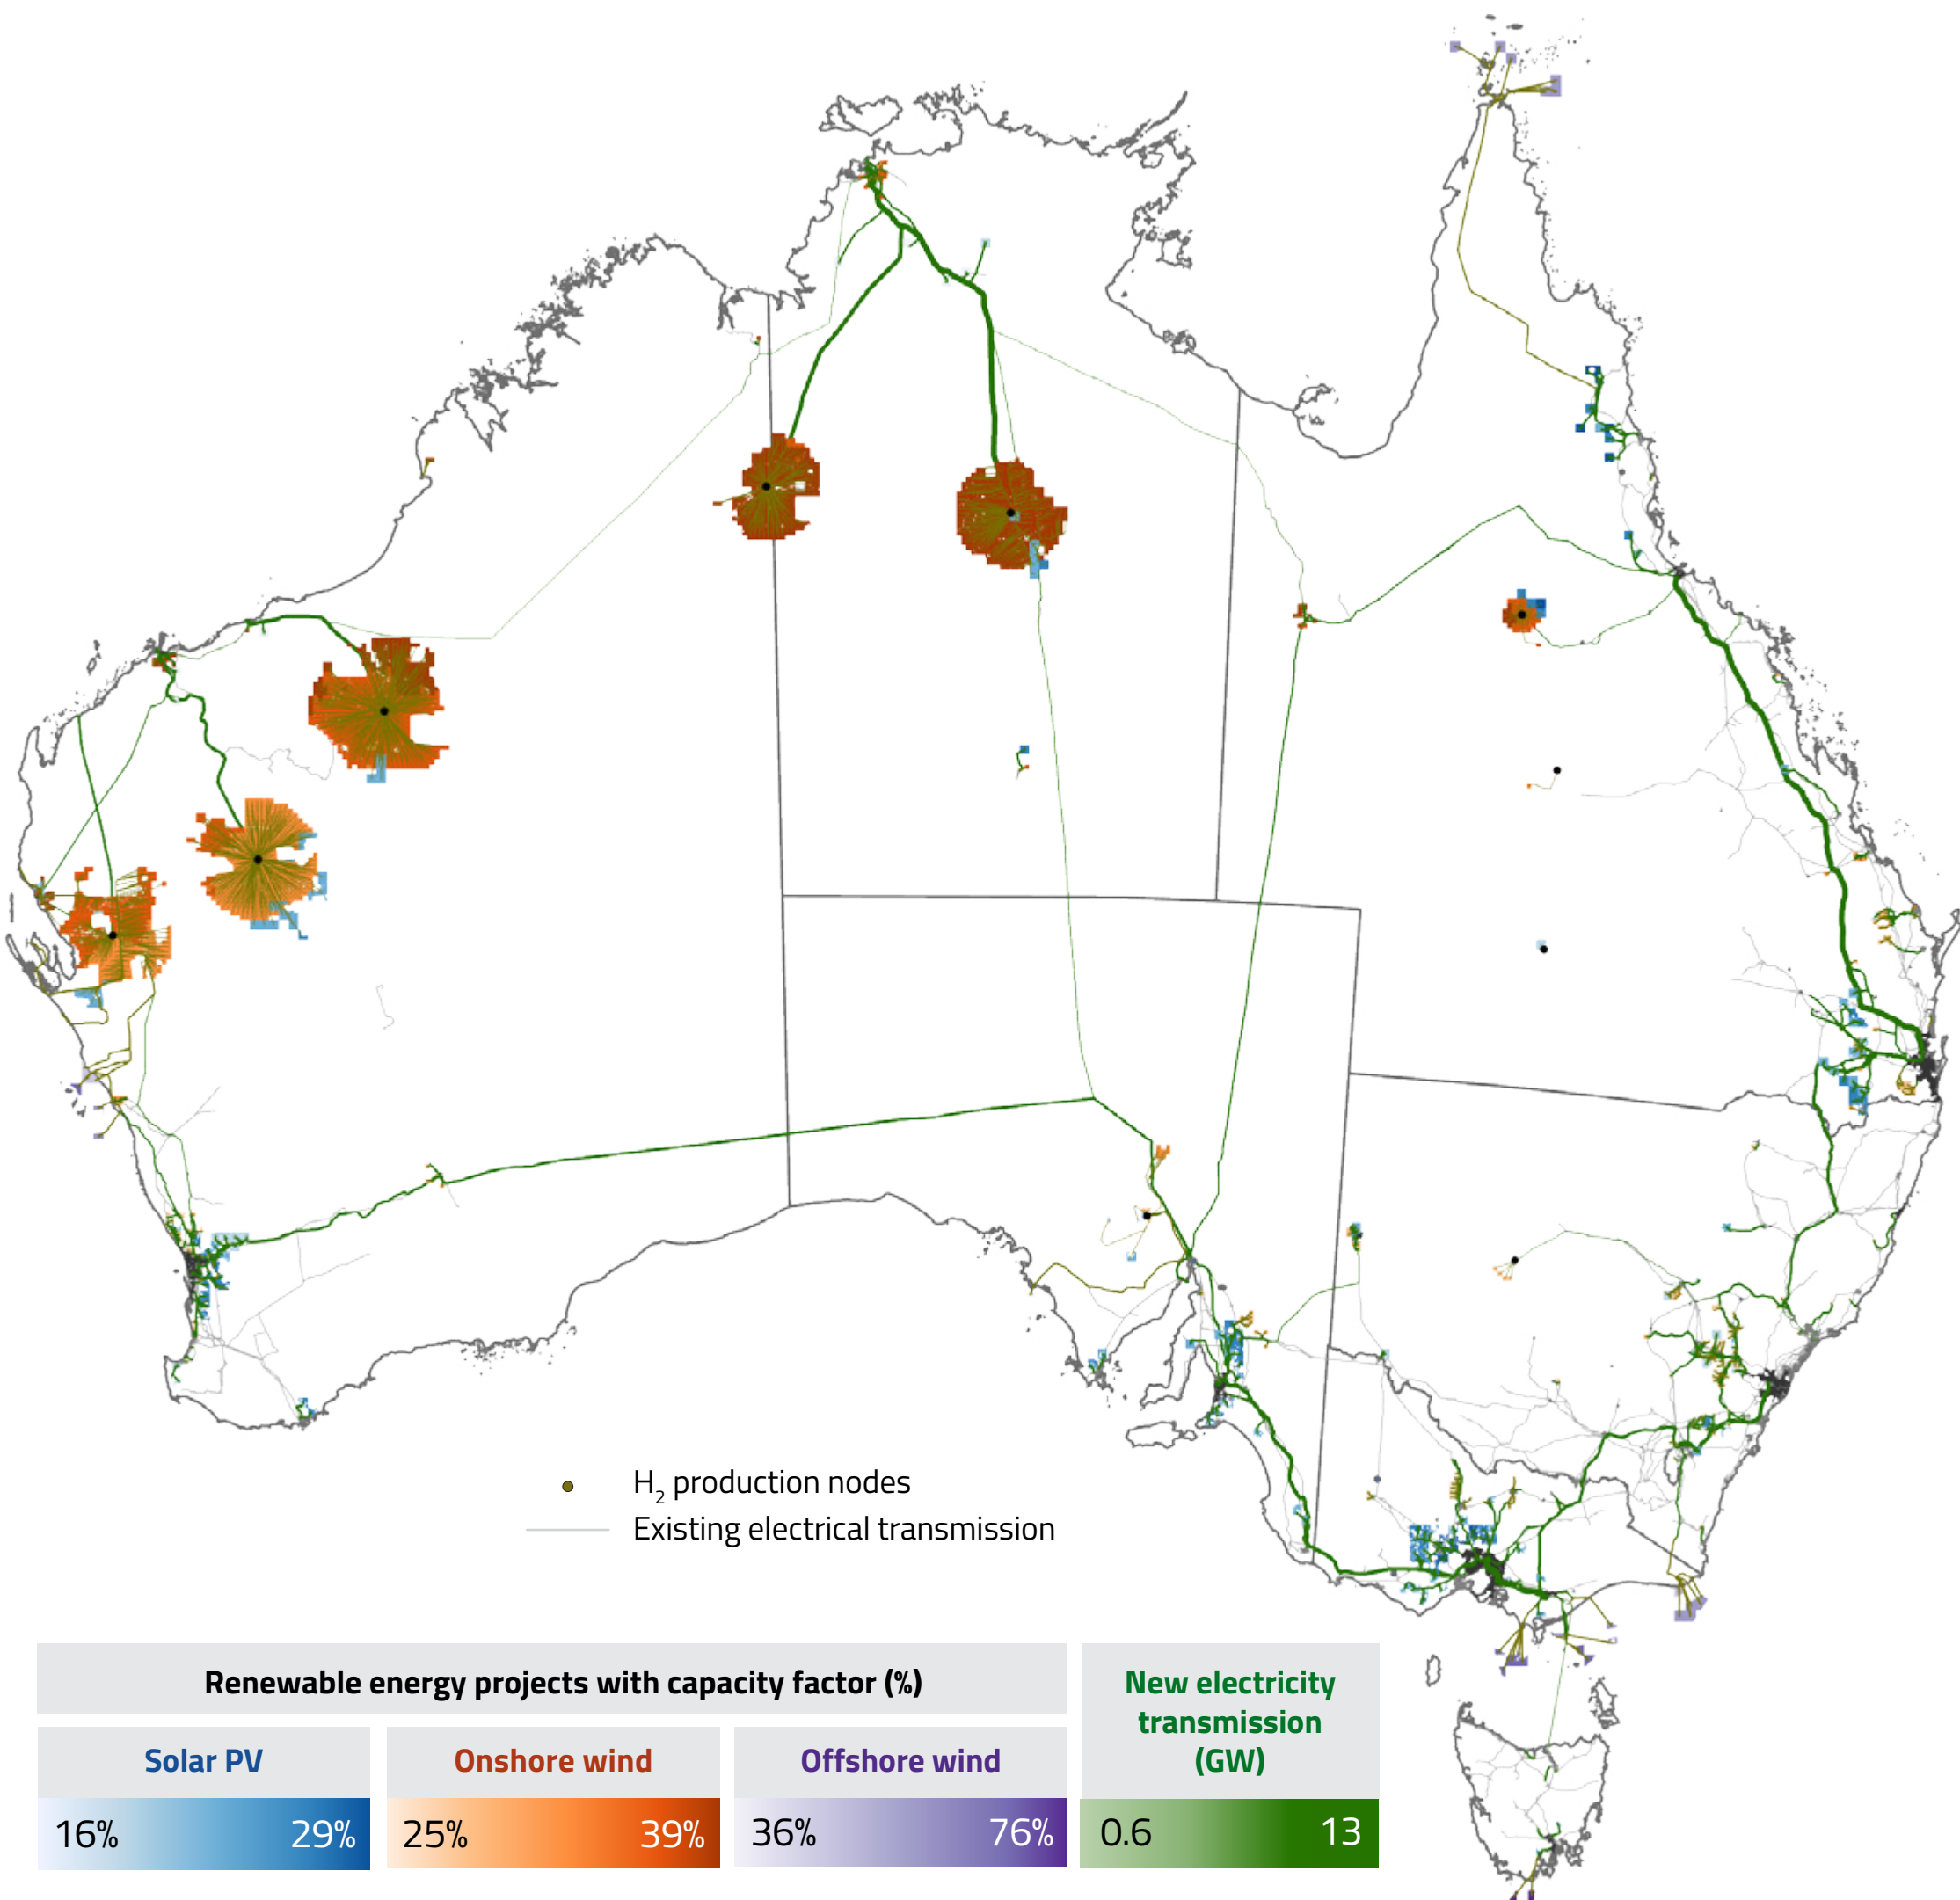 H₂ production nodes
Existing electrical transmission
Renewable energy projects with capacity factor (%)
New electricity
transmission
(GW)
Solar PV
Onshore wind
Offshore wind
16% 29%
25% 39%
36% 76%
0.6 13